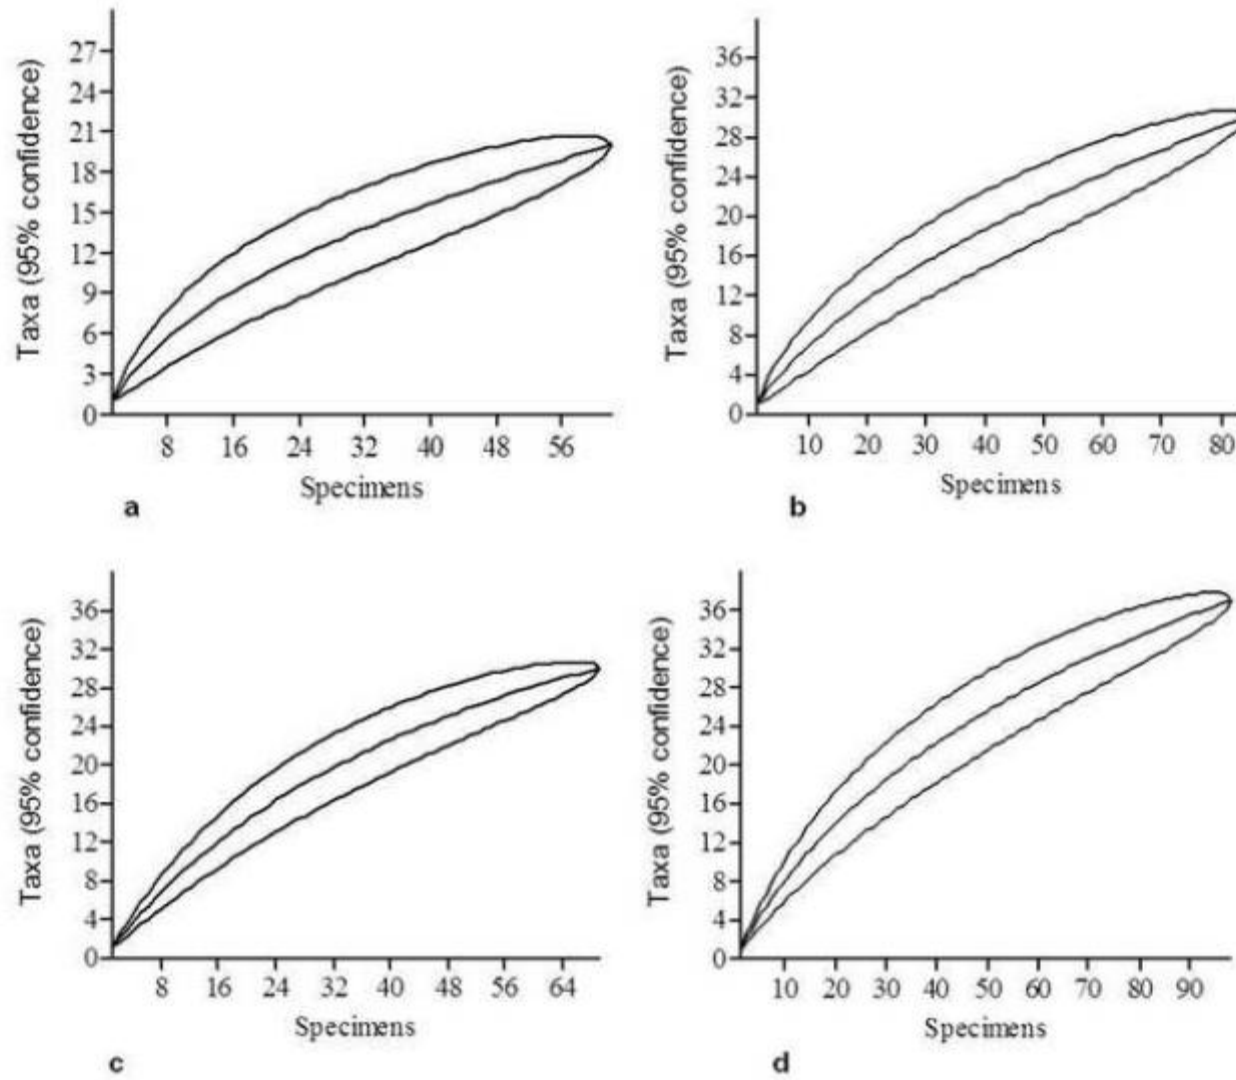 Taxa (95% confidence)
27
24
21
18
15
12
9
6
3
0
8 16 24 32 40 48 56
Specimens
a
Taxa (95% confidence)
36
32
28
24
20
16
12
8
4
0
10 20 30 40 50 60 70 80
Specimens
b
Taxa (95% confidence)
36
32
28
24
20
16
12
8
4
0
8 16 24 32 40 48 56 64
Specimens
c
Taxa (95% confidence)
36
32
28
24
20
16
12
8
4
0
10 20 30 40 50 60 70 80 90
Specimens
d